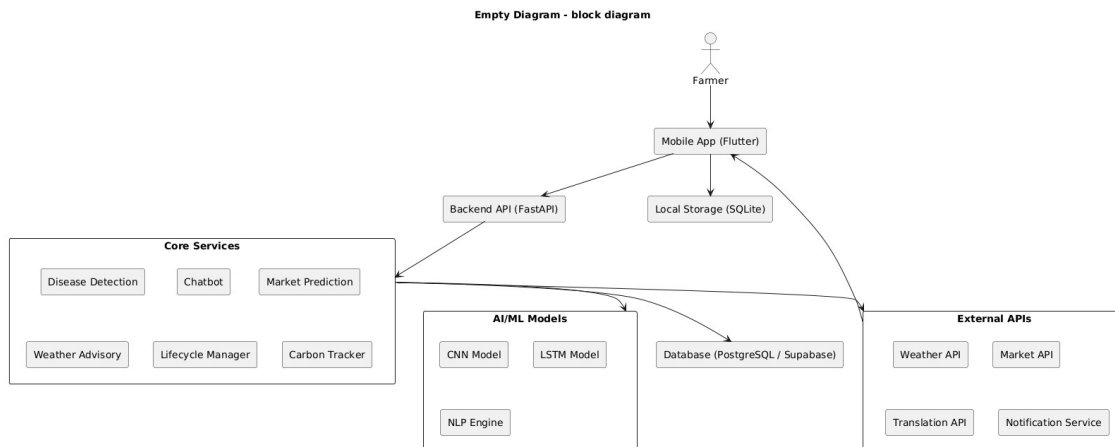 Empty Diagram - block diagram
Farmer
Mobile App (Flutter)
Backend API (FastAPI)
Local Storage (SQLite)
Core Services
Disease Detection
Chatbot
Market Prediction
Weather Advisory
Lifecycle Manager
Carbon Tracker
AI/ML Models
CNN Model
LSTM Model
NLP Engine
Database (PostgreSQL / Supabase)
External APIs
Weather API
Market API
Translation API
Notification Service